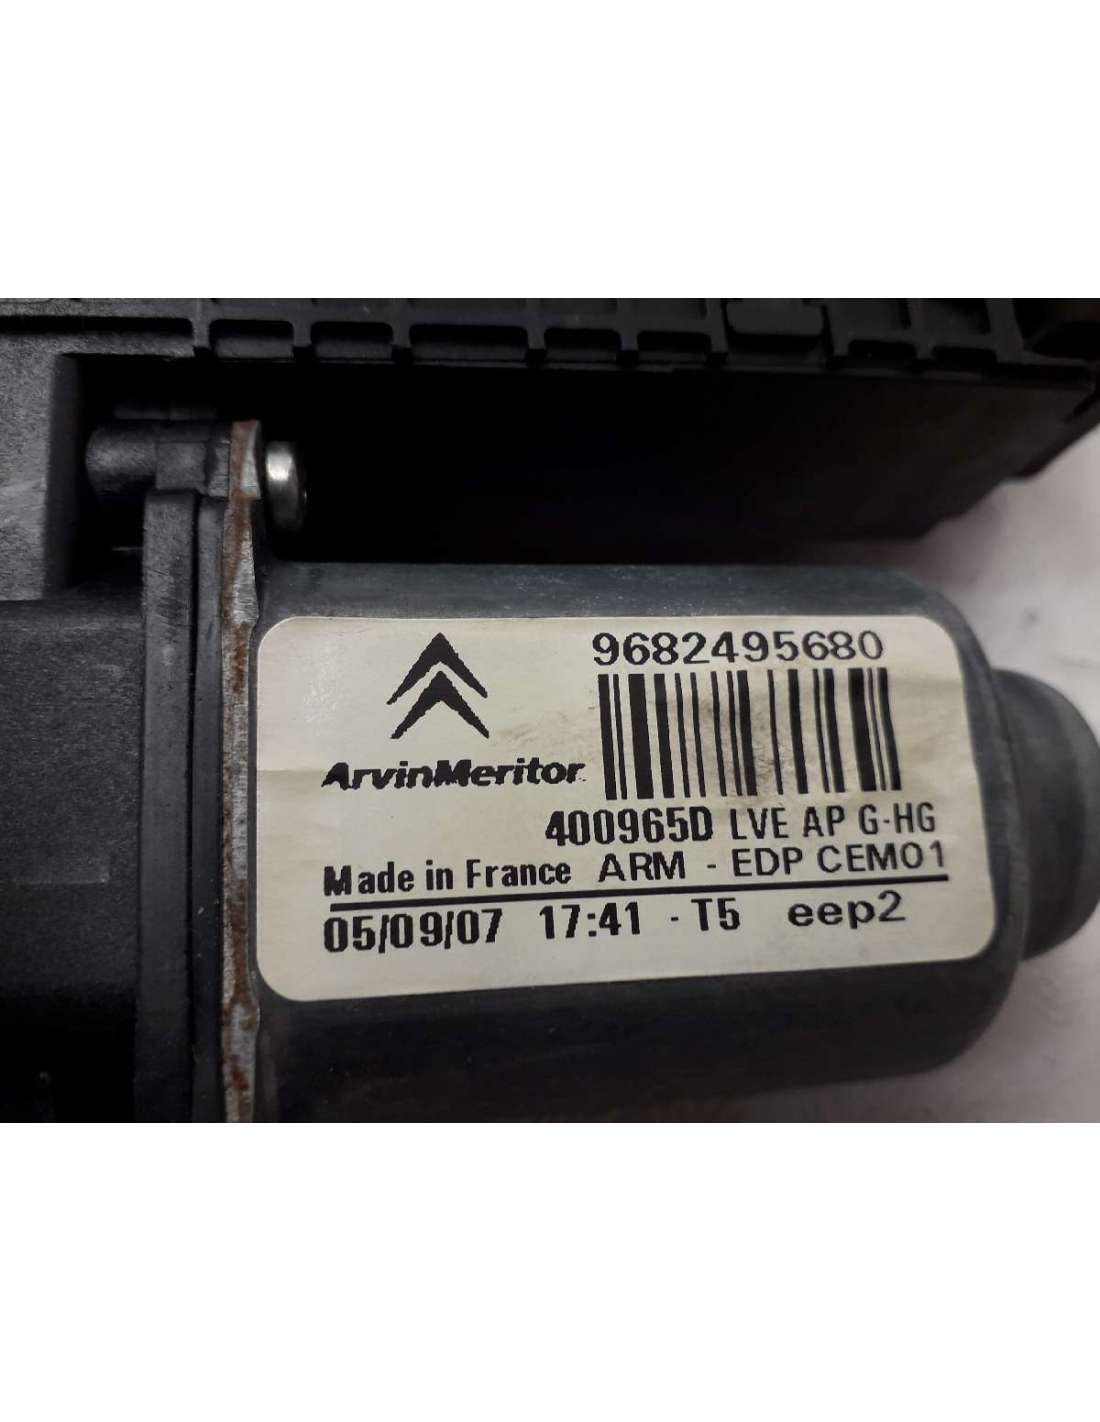 9682495680
ArvinMeritor
400965D LVE AP G-HG
Made in France ARM - EDP CEM01
05/09/07 17:41 - T5 eep2